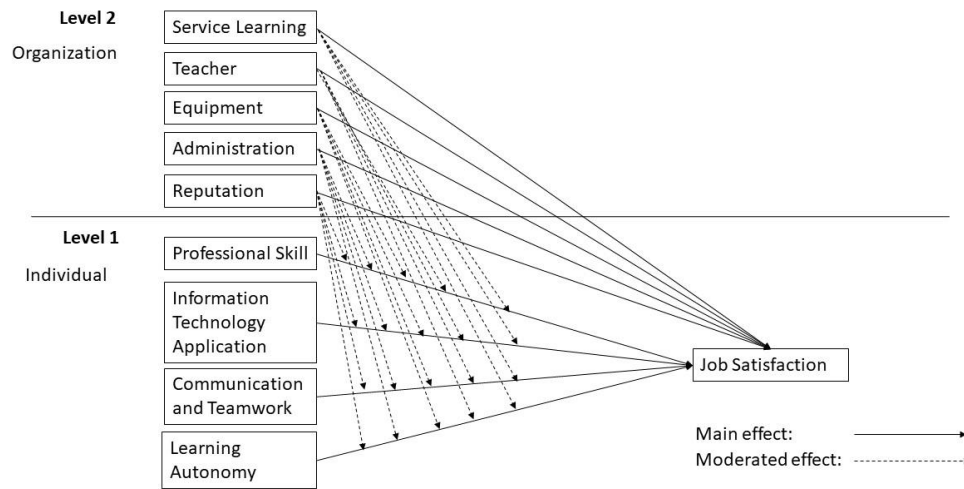 Level 2
Organization
Service Learning
Teacher
Equipment
Administration
Reputation
Level 1
Individual
Professional Skill
Information
Technology
Application
Communication
and Teamwork
Learning
Autonomy
Job Satisfaction
Main effect:
Moderated effect: